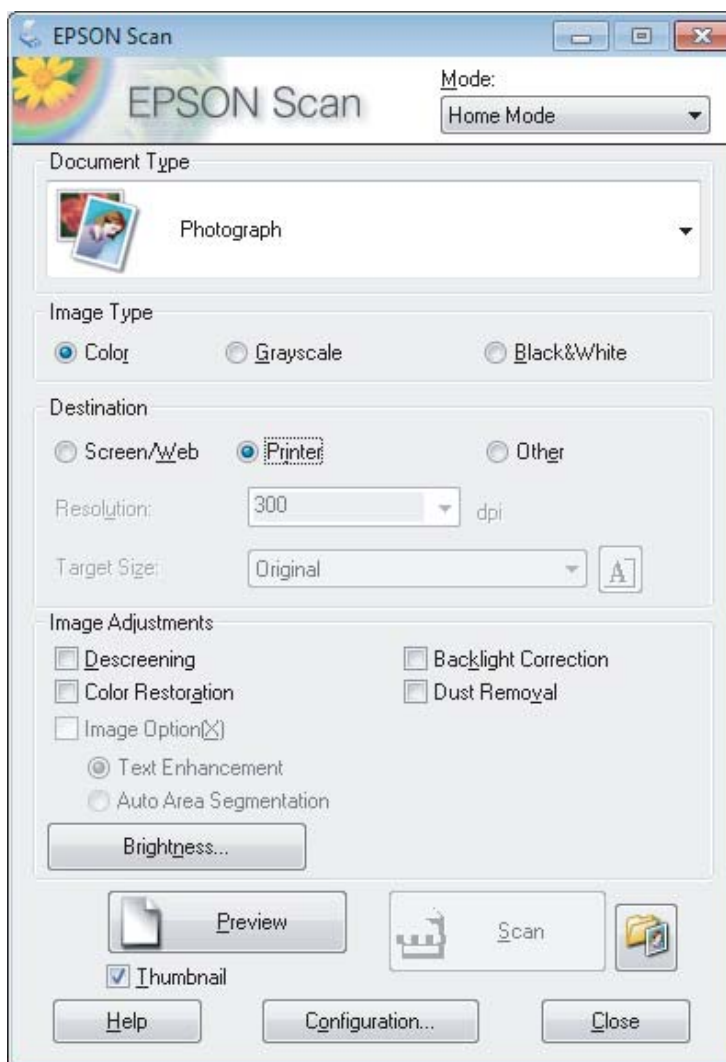 EPSON Scan
EPSON Scan
Mode:
Home Mode
Document Type
Photograph
Image Type
Color Grayscale Black&White
Destination
Screen/Web Printer Other
Resolution: 300 dpi
Target Size: Original A
Image Adjustments
Descreening Backlight Correction
Color Restoration Dust Removal
Image Option(X)
Text Enhancement
Auto Area Segmentation
Brightness...
Preview Scan
Thumbnail
Help Configuration... Close